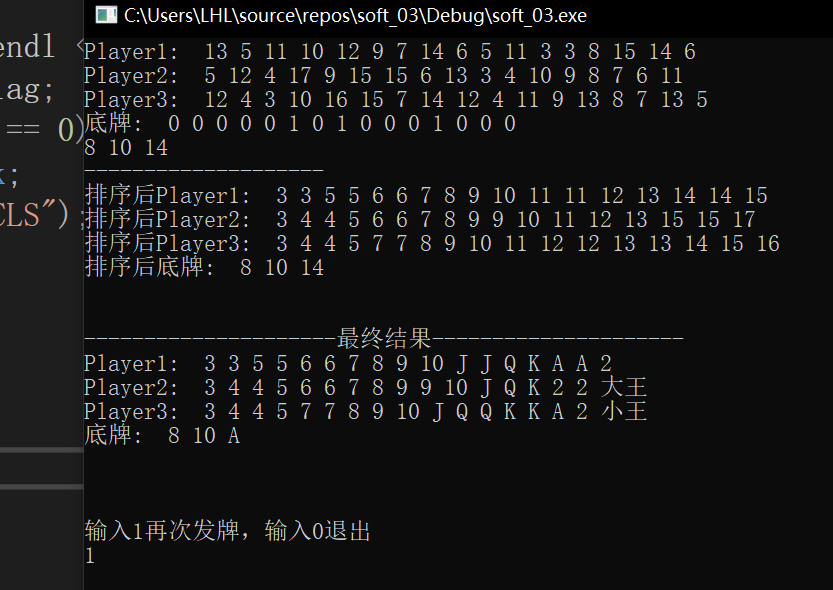 C:\Users\LHL\source\repos\soft_03\Debug\soft_03.exe
endl <
lag;
== 0)
;
CLS");
Player1: 13 5 11 10 12 9 7 14 6 5 11 3 3 8 15 14 6
Player2: 5 12 4 17 9 15 15 6 13 3 4 10 9 8 7 6 11
Player3: 12 4 3 10 16 15 7 14 12 4 11 9 13 8 7 13 5
底牌: 0 0 0 0 0 1 0 1 0 0 0 1 0 0 0
8 10 14
--------------------
排序后Player1: 3 3 5 5 6 6 7 8 9 10 11 11 12 13 14 14 15
排序后Player2: 3 4 4 5 6 6 7 8 9 9 10 11 12 13 15 15 17
排序后Player3: 3 4 4 5 7 7 8 9 10 11 12 12 13 13 14 15 16
排序后底牌: 8 10 14
---------------------最终结果---------------------
Player1: 3 3 5 5 6 6 7 8 9 10 J J Q K A A 2
Player2: 3 4 4 5 6 6 7 8 9 9 10 J Q K 2 2 大王
Player3: 3 4 4 5 7 7 8 9 10 J Q Q K K A 2 小王
底牌: 8 10 A
输入1再次发牌，输入0退出
1